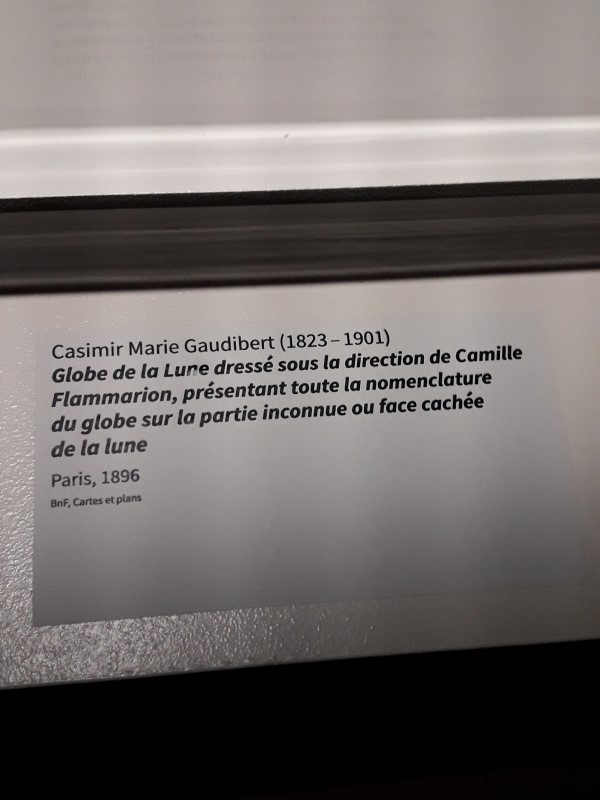 Casimir Marie Gaudibert (1823 – 1901)
Globe de la Lune dressé sous la direction de Camille
Flammarion, présentant toute la nomenclature
du globe sur la partie inconnue ou face cachée
de la lune
Paris, 1896
BnF, Cartes et plans